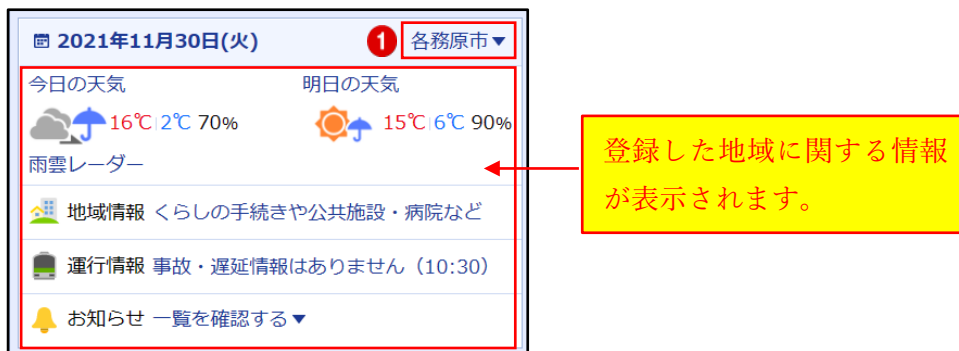 2021年11月30日(火) 1 各務原市▼
今日の天気 明日の天気
16℃ 2℃ 70% 15℃ 6℃ 90%
雨雲レーダー
地域情報 くらしの手続きや公共施設・病院など
運行情報 事故・遅延情報はありません（10:30）
お知らせ 一覧を確認する▼
登録した地域に関する情報
が表示されます。